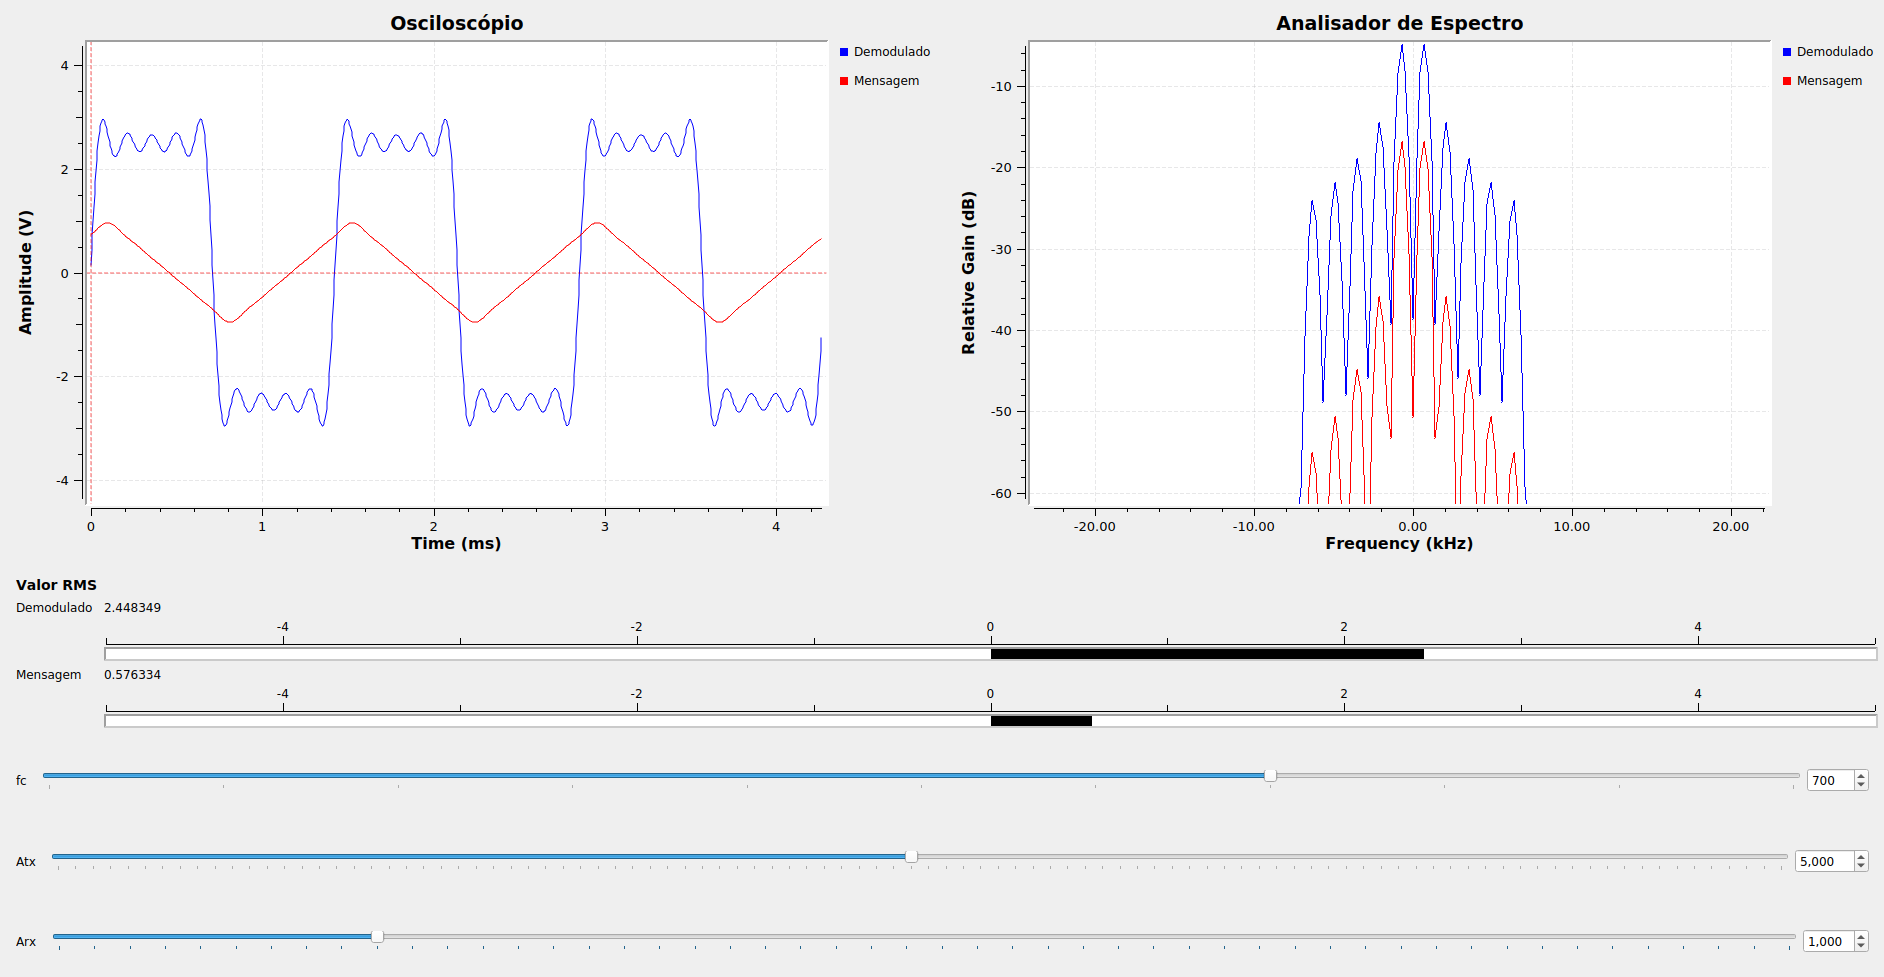 Osciloscópio
Amplitude (V)
4
2
0
-2
-4
0
1
2
3
4
Time (ms)
Demodulado
Mensagem
Analisador de Espectro
Relative Gain (dB)
-10
-20
-30
-40
-50
-60
-20.00
-10.00
0.00
10.00
20.00
Frequency (kHz)
Demodulado
Mensagem
Valor RMS
Demodulado 2.448349
-4 -2 0 2 4
Mensagem 0.576334
-4 -2 0 2 4
fc 700
Atx 5,000
Arx 1,000